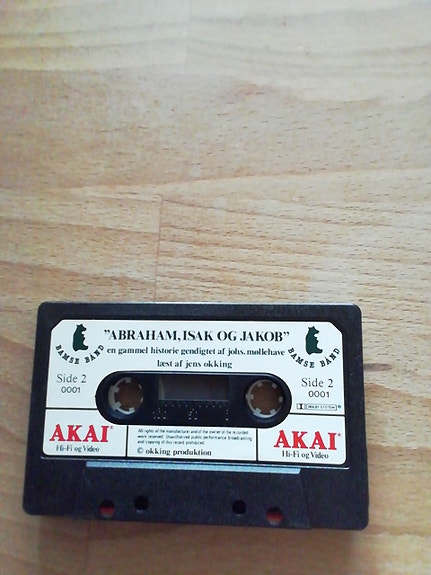 "ABRAHAM, ISAK OG JAKOB"
en gammel historie gendigtet af johs. møllehave
læst af jens okking
BAMSE BÅND
BAMSE BÅND
Side 2
0001
Side 2
0001
DOLBY SYSTEM
AKAI
Hi-Fi og Video
All rights of the manufacturer and of the owner of the recorded
work reserved. Unauthorized public performance broadcasting
and copying of this record prohibited.
© okking produktion
AKAI
Hi-Fi og Video